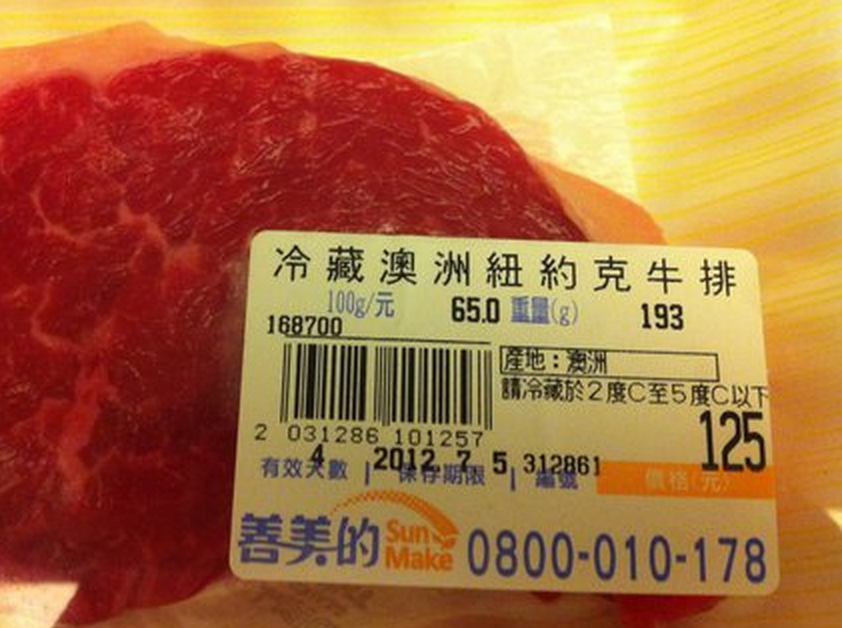 冷藏澳洲紐約克牛排
100g/元 65.0 重量(g) 193
168700
產地：澳洲
請冷藏於2度C至5度C以下
2 031286 101257
125
4 2012. 7. 5 312861
有效天數 保存期限 編號 價格(元)
善美的 Sun Make 0800-010-178